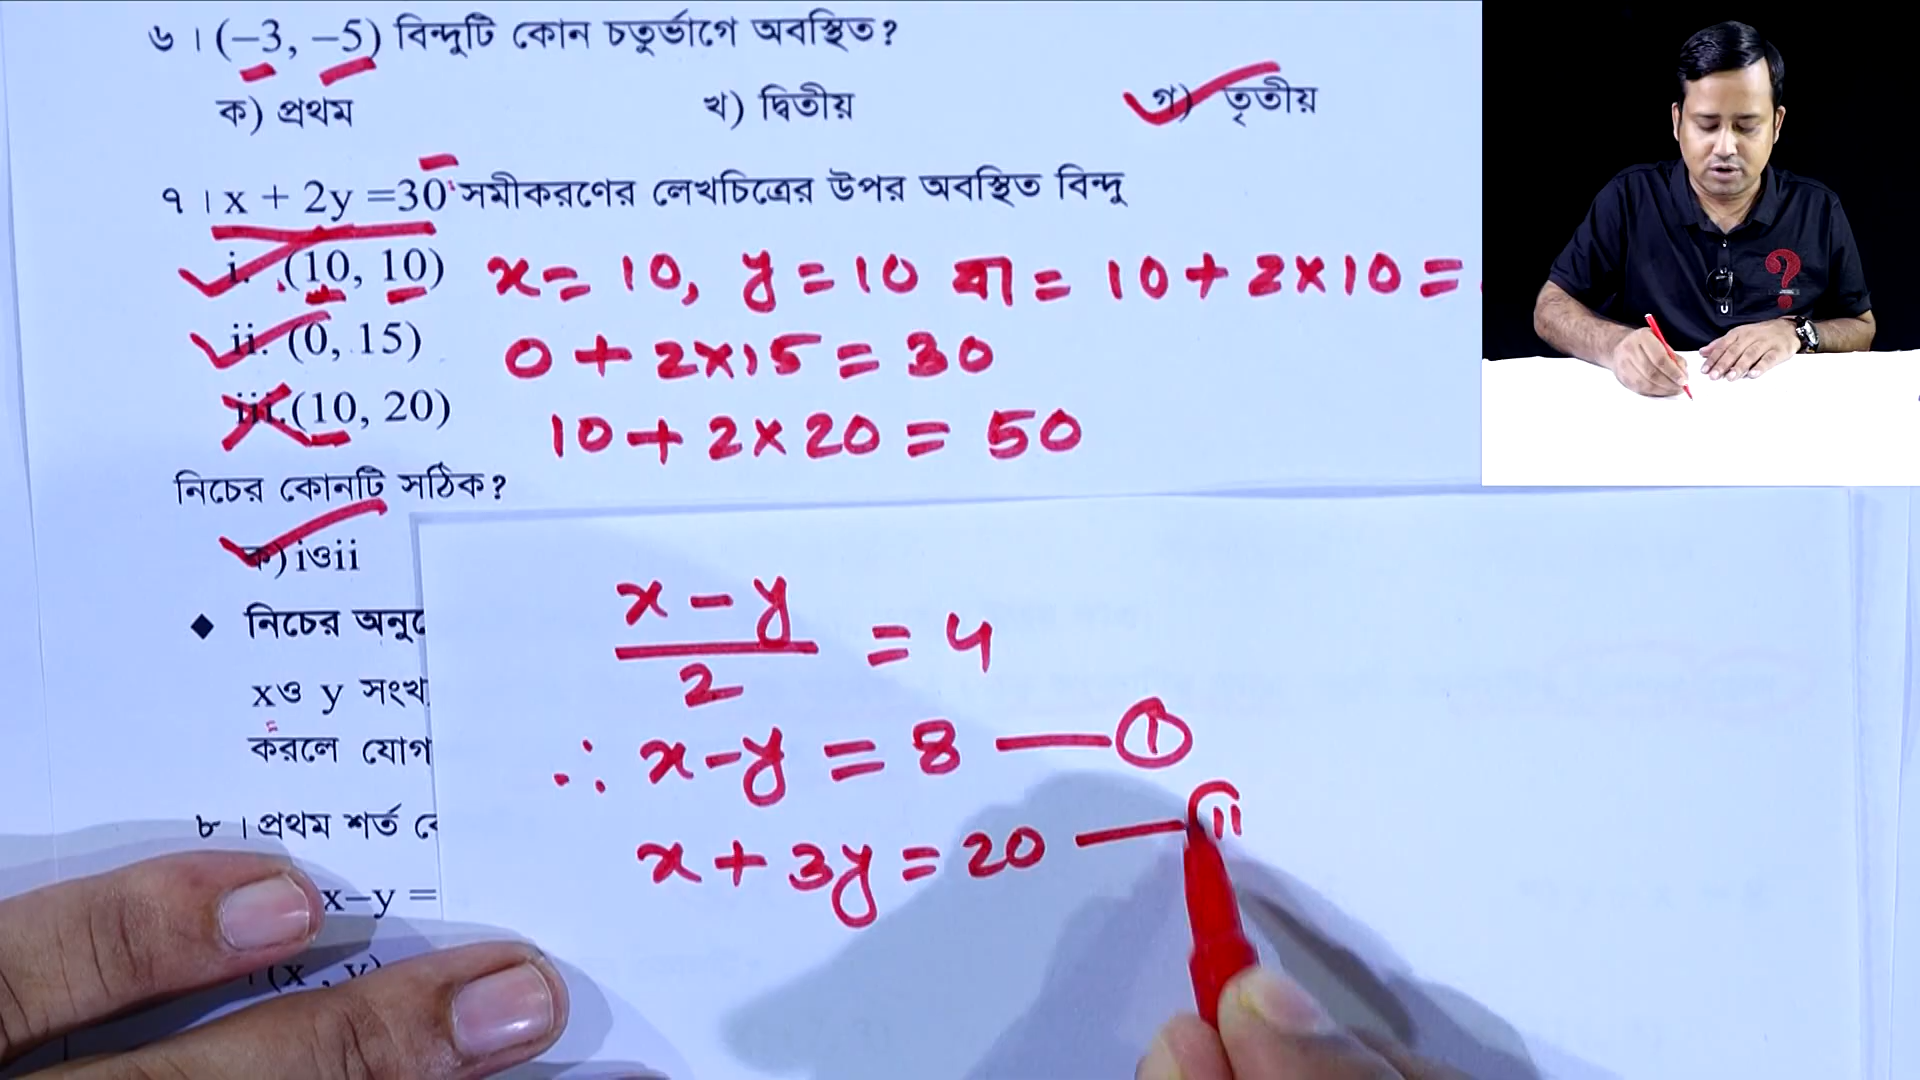 ৬। (−3, −5) বিন্দুটি কোন চতুর্ভাগে অবস্থিত?
ক) প্রথম খ) দ্বিতীয় গ) তৃতীয়
৭। x + 2y =30 সমীকরণের লেখচিত্রের উপর অবস্থিত বিন্দু
i. (10, 10) x = 10, y = 10 বা = 10 + 2×10 =
ii. (0, 15) 0 + 2×15 = 30
iii.(10, 20) 10 + 2×20 = 50
নিচের কোনটি সঠিক?
ক) iওii
x − y
—— = 4
2
◆ নিচের
xও y
∴ x−y = 8 — i
করলে যোগ
x + 3y = 20 — ii
৮। প্রথম শর্ত
x−y =
(x , y)
?